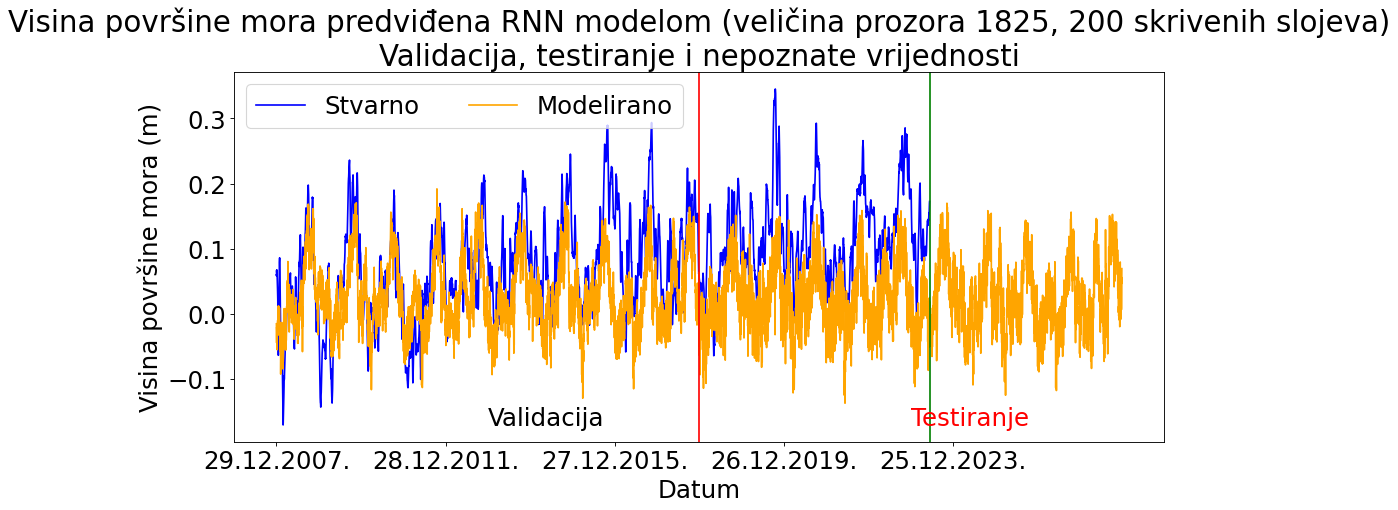 Visina površine mora predviđena RNN modelom (veličina prozora 1825, 200 skrivenih slojeva)
Validacija, testiranje i nepoznate vrijednosti
Stvarno
Modelirano
Visina površine mora (m)
0.3
0.2
0.1
0.0
−0.1
Validacija
Testiranje
29.12.2007.
28.12.2011.
27.12.2015.
26.12.2019.
25.12.2023.
Datum